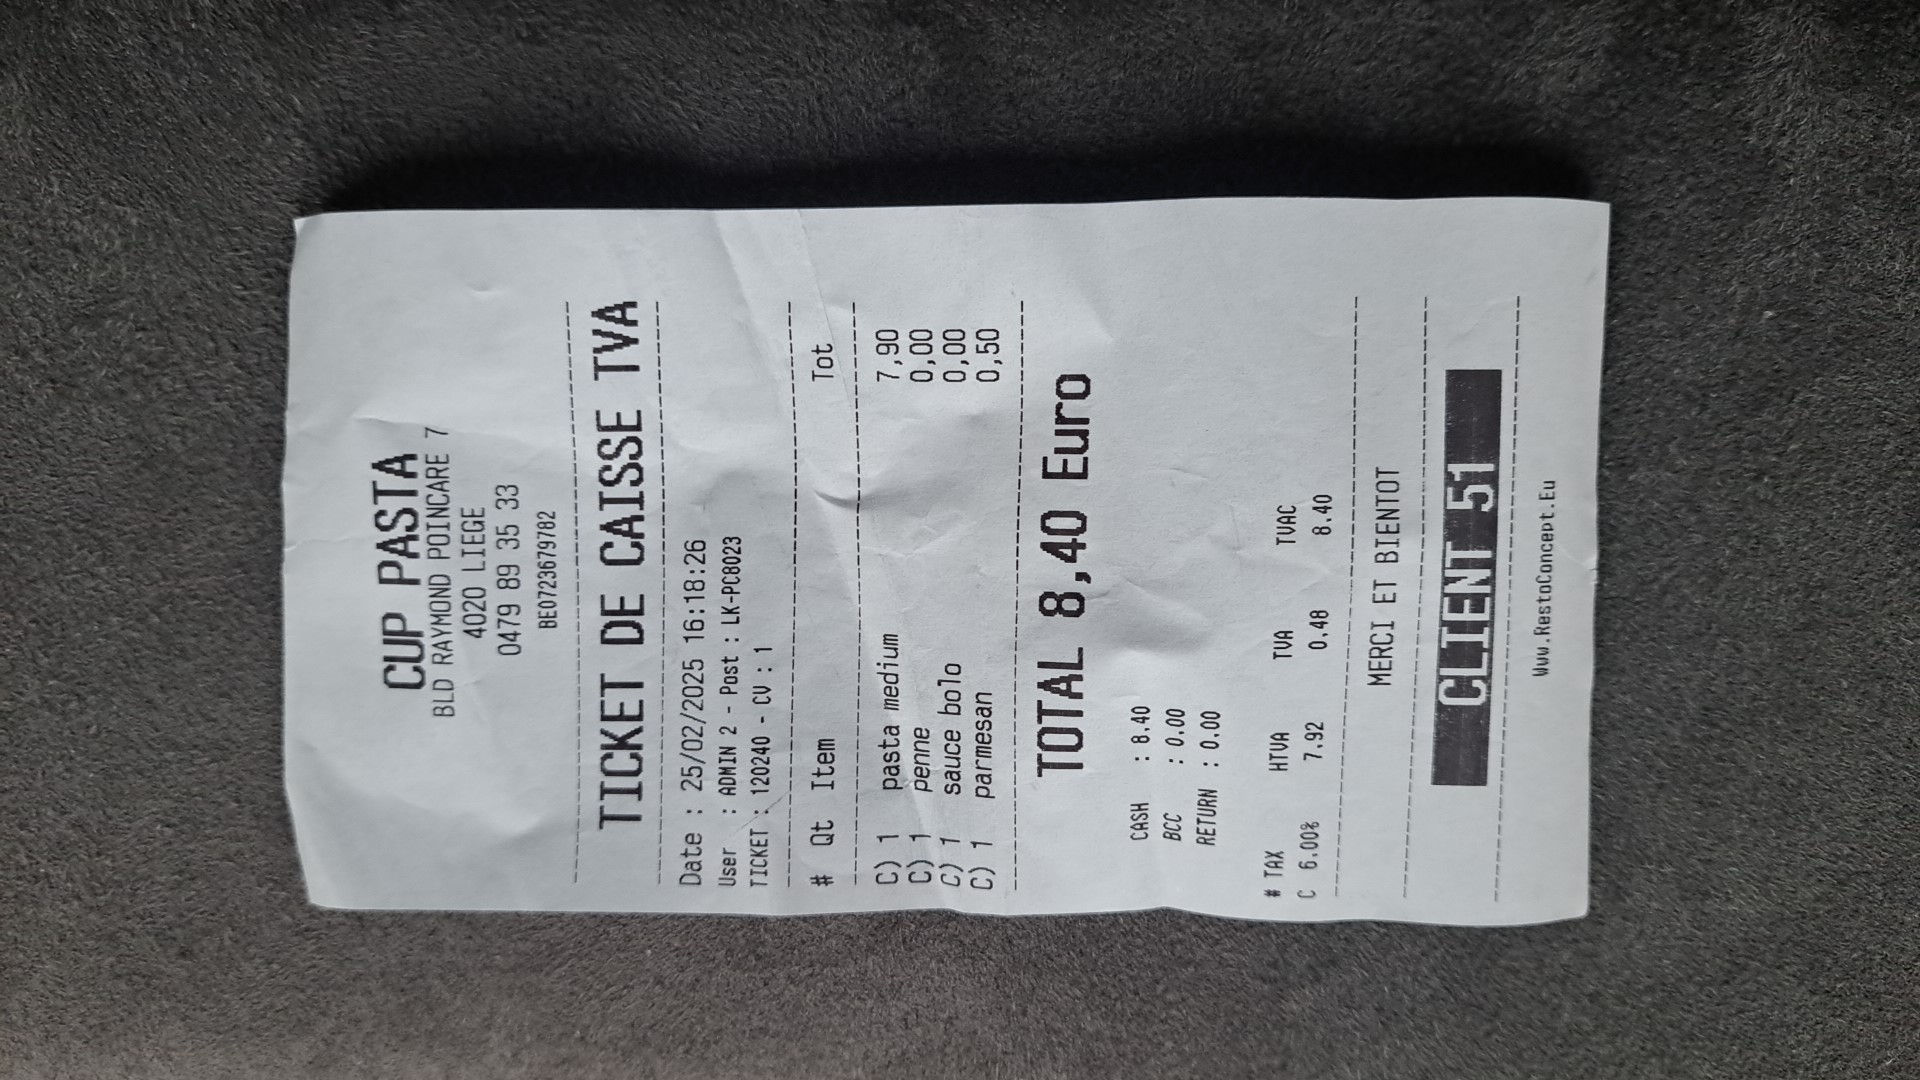 CUP PASTA
BLD RAYMOND POINCARE 7
4020 LIEGE
0479 89 35 33
BE0723679782
TICKET DE CAISSE TVA
Date : 25/02/2025 16:18:26
User : ADMIN 2 - Post : LK-PC8023
TICKET : 120240 - CV : 1
# Qt Item Tot
C) 1 pasta medium 7,90
C) 1 penne 0,00
C) 1 sauce bolo 0,00
C) 1 parmesan 0,50
TOTAL 8,40 Euro
CASH : 8.40
BCC : 0.00
RETURN : 0.00
# TAX HTVA TVA TVAC
C 6.00% 7.92 0.48 8.40
MERCI ET BIENTOT
CLIENT 51
Www.RestoConcept.Eu